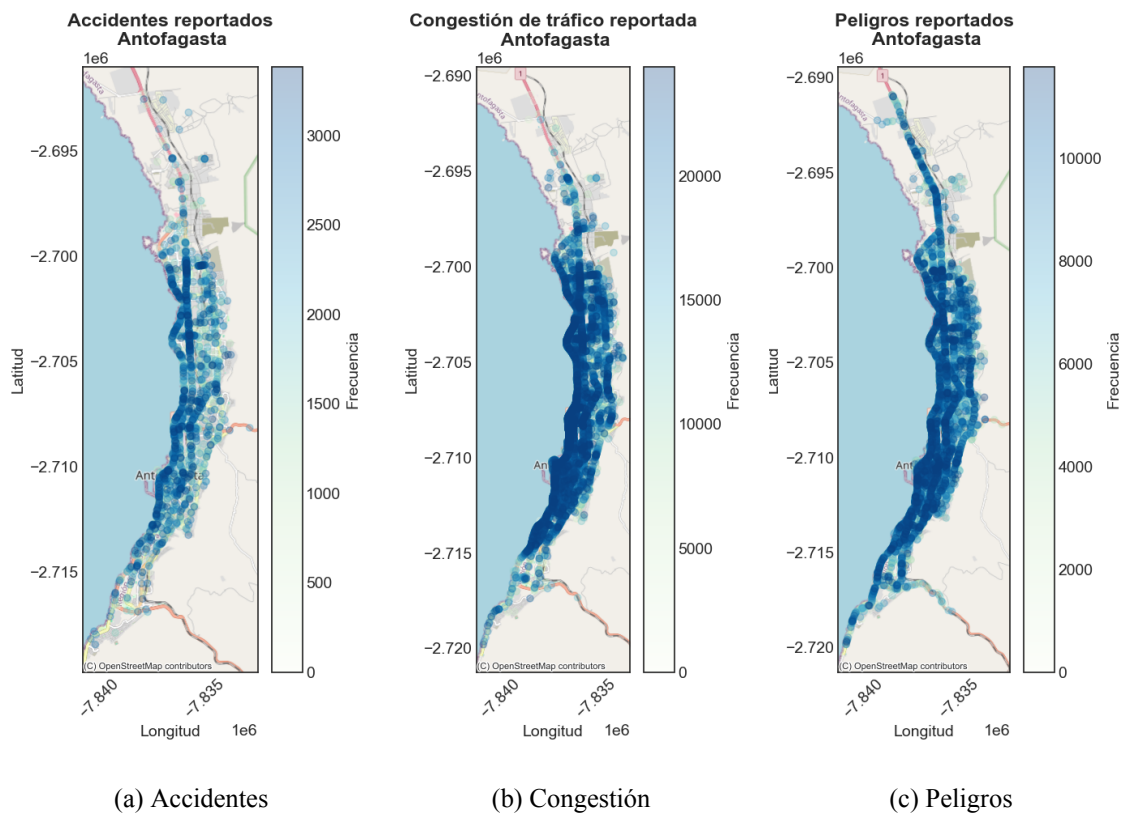 Accidentes reportados
Antofagasta
1e6
−2.695
−2.700
−2.705
−2.710
−2.715
Latitud
−7.840
−7.835
Longitud
1e6
(C) OpenStreetMap contributors
3000
2500
2000
1500
1000
500
0
Frecuencia
Congestión de tráfico reportada
Antofagasta
1e6
1
−2.690
−2.695
−2.700
−2.705
−2.710
−2.715
−2.720
Latitud
−7.840
−7.835
Longitud
1e6
(C) OpenStreetMap contributors
20000
15000
10000
5000
0
Frecuencia
Peligros reportados
Antofagasta
1e6
1
−2.690
−2.695
−2.700
−2.705
−2.710
−2.715
−2.720
Latitud
−7.840
−7.835
Longitud
1e6
(C) OpenStreetMap contributors
10000
8000
6000
4000
2000
0
Frecuencia
(a) Accidentes
(b) Congestión
(c) Peligros